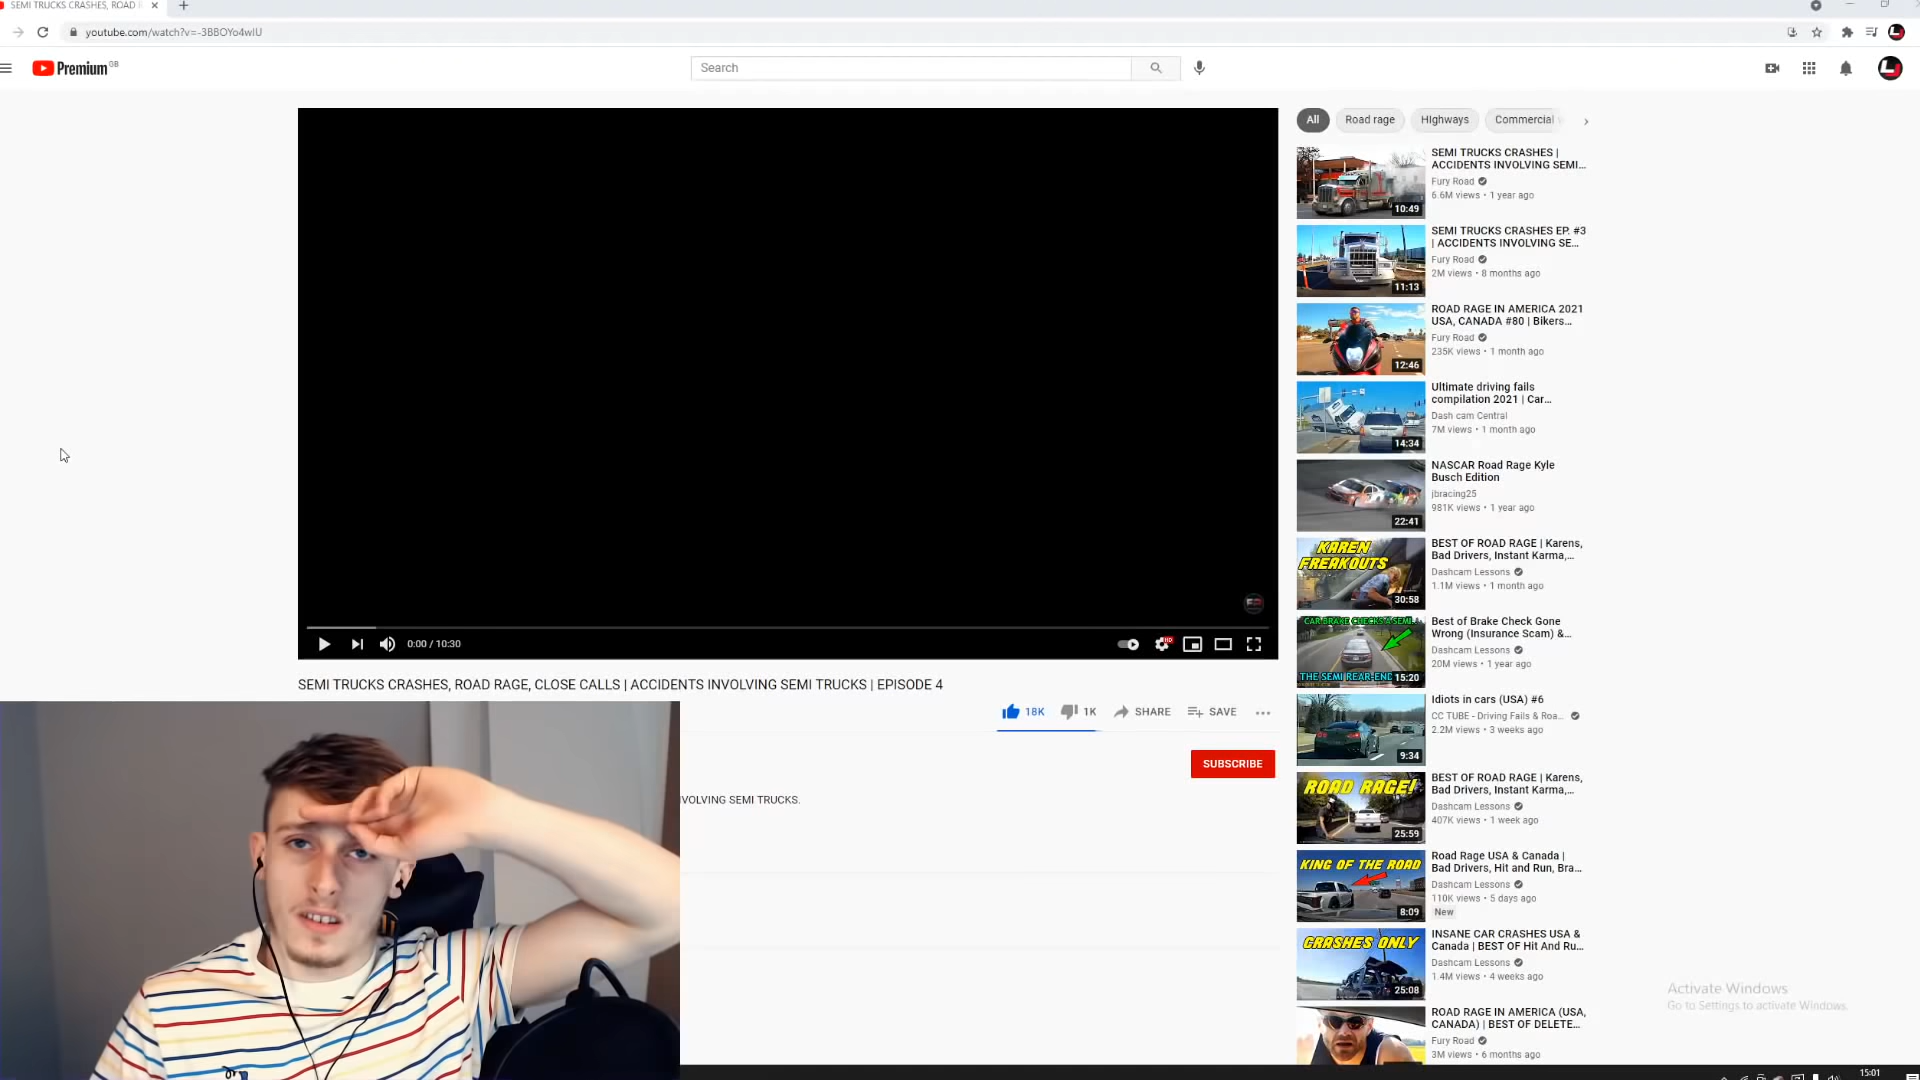 SEMI TRUCKS CRASHES, ROAD R
youtube.com/watch?v=-3B8OYo4wlU
Premium GB
Search
All
Road rage
Highways
Commercial
SEMI TRUCKS CRASHES |
ACCIDENTS INVOLVING SEMI...
Fury Road
6.6M views • 1 year ago
10:49
SEMI TRUCKS CRASHES EP. #3
| ACCIDENTS INVOLVING SE...
Fury Road
2M views • 8 months ago
11:13
ROAD RAGE IN AMERICA 2021
USA, CANADA #80 | Bikers...
Fury Road
235K views • 1 month ago
12:46
Ultimate driving fails
compilation 2021 | Car...
Dash cam Central
7M views • 1 month ago
14:34
NASCAR Road Rage Kyle
Busch Edition
jbracing25
981K views • 1 year ago
22:41
KAREN
FREAKOUTS
30:58
BEST OF ROAD RAGE | Karens,
Bad Drivers, Instant Karma,...
Dashcam Lessons
1.1M views • 1 month ago
CAR BRAKE CHECKS A SEMI..
THE SEMI REAR-END
15:20
Best of Brake Check Gone
Wrong (Insurance Scam) &...
Dashcam Lessons
20M views • 1 year ago
Idiots in cars (USA) #6
CC TUBE - Driving Fails & Roa...
2.2M views • 3 weeks ago
9:34
ROAD RAGE!
25:59
BEST OF ROAD RAGE | Karens,
Bad Drivers, Instant Karma,...
Dashcam Lessons
407K views • 1 week ago
KING OF THE ROAD
8:09
Road Rage USA & Canada |
Bad Drivers, Hit and Run, Bra...
Dashcam Lessons
110K views • 5 days ago
New
CRASHES ONLY
25:08
INSANE CAR CRASHES USA &
Canada | BEST OF Hit And Ru...
Dashcam Lessons
1.4M views • 4 weeks ago
ROAD RAGE IN AMERICA (USA,
CANADA) | BEST OF DELETE...
Fury Road
3M views • 6 months ago
0:00 / 10:30
HD
SEMI TRUCKS CRASHES, ROAD RAGE, CLOSE CALLS | ACCIDENTS INVOLVING SEMI TRUCKS | EPISODE 4
18K
1K
SHARE
SAVE
SUBSCRIBE
VOLVING SEMI TRUCKS.
Activate Windows
Go to Settings to activate Windows.
15:01